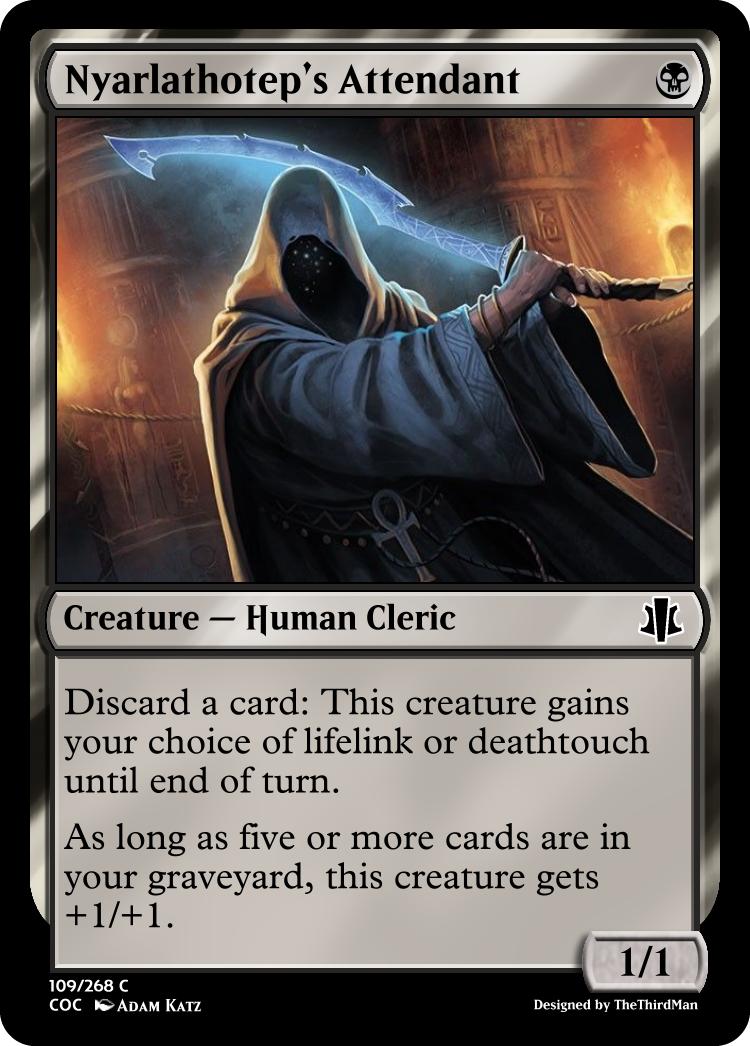 Nyarlathotep's Attendant
Creature — Human Cleric
Discard a card: This creature gains
your choice of lifelink or deathtouch
until end of turn.
As long as five or more cards are in
your graveyard, this creature gets
+1/+1.
1/1
109/268 C
COC ADAM KATZ
Designed by TheThirdMan